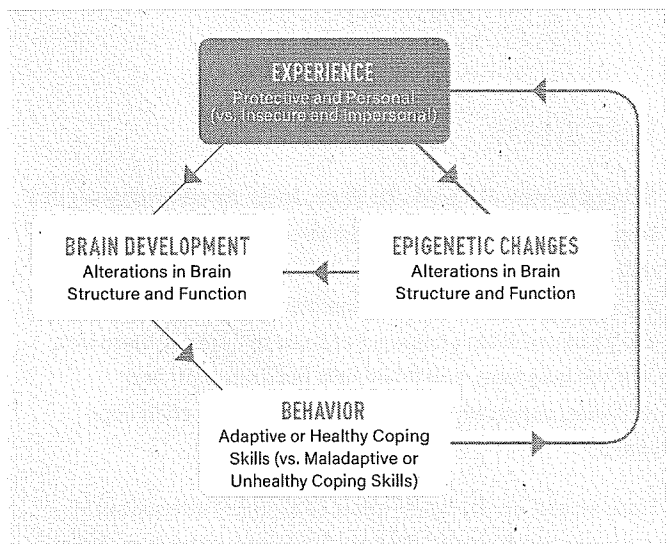 EXPERIENCE
Protective and Personal
(vs. Insecure and Impersonal)
BRAIN DEVELOPMENT
Alterations in Brain
Structure and Function
EPIGENETIC CHANGES
Alterations in Brain
Structure and Function
BEHAVIOR
Adaptive or Healthy Coping
Skills (vs. Maladaptive or
Unhealthy Coping Skills)